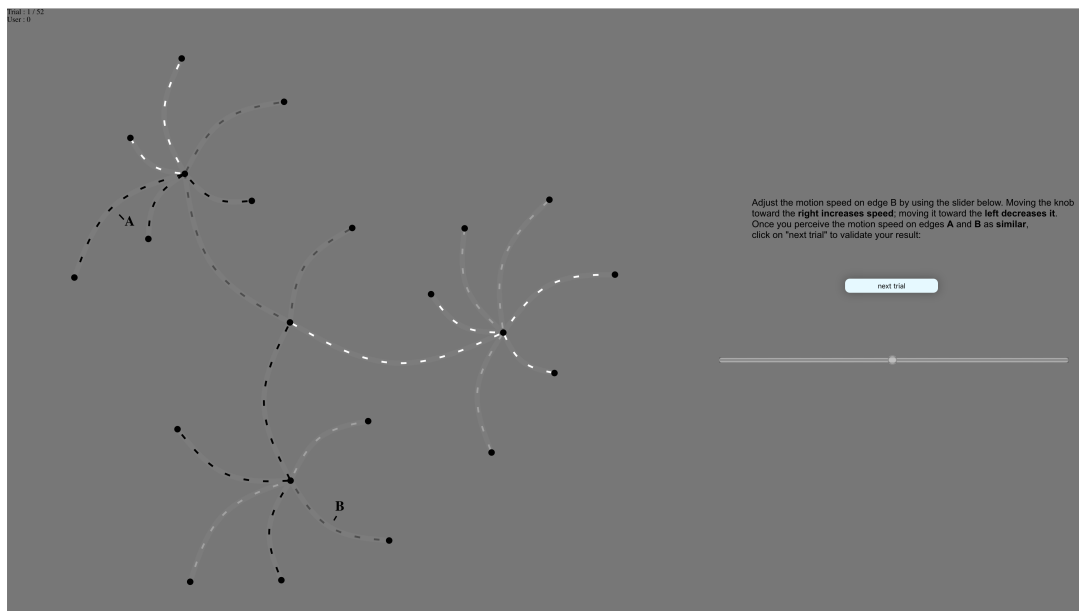 Trial : 1 / 52
User : 0
A
Adjust the motion speed on edge B by using the slider below. Moving the knob
toward the right increases speed; moving it toward the left decreases it.
Once you perceive the motion speed on edges A and B as similar,
click on "next trial" to validate your result:
next trial
B